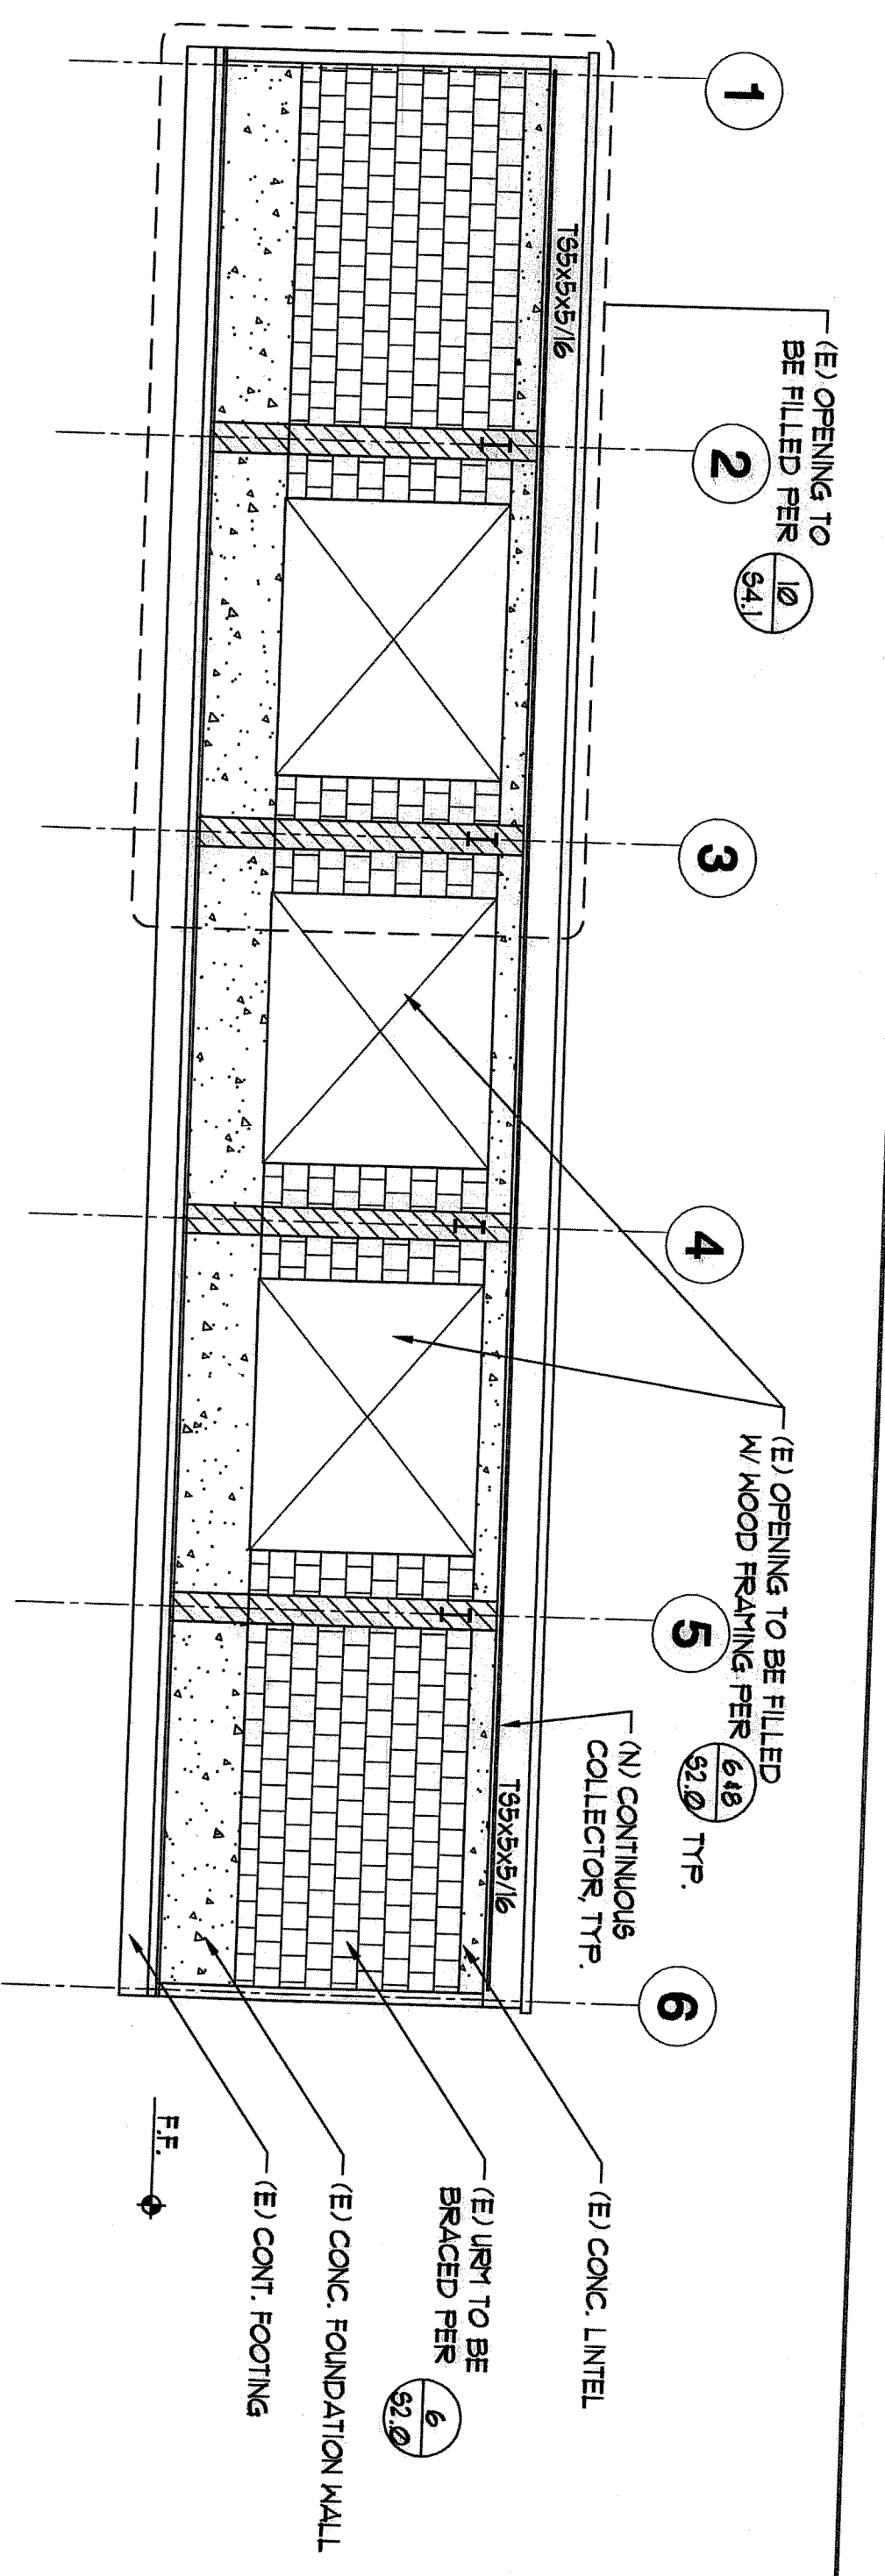 1
2
3
4
5
6
(E) OPENING TO
BE FILLED PER
10
S4.1
(E) OPENING TO BE FILLED
W/ WOOD FRAMING PER
6&8
S2.0
TYP.
(N) CONTINUOUS
COLLECTOR, TYP.
TS5x5x5/16
TS5x5x5/16
(E) CONC. LINTEL
(E) URM TO BE
BRACED PER
6
S2.0
(E) CONC. FOUNDATION WALL
(E) CONT. FOOTING
F.F.